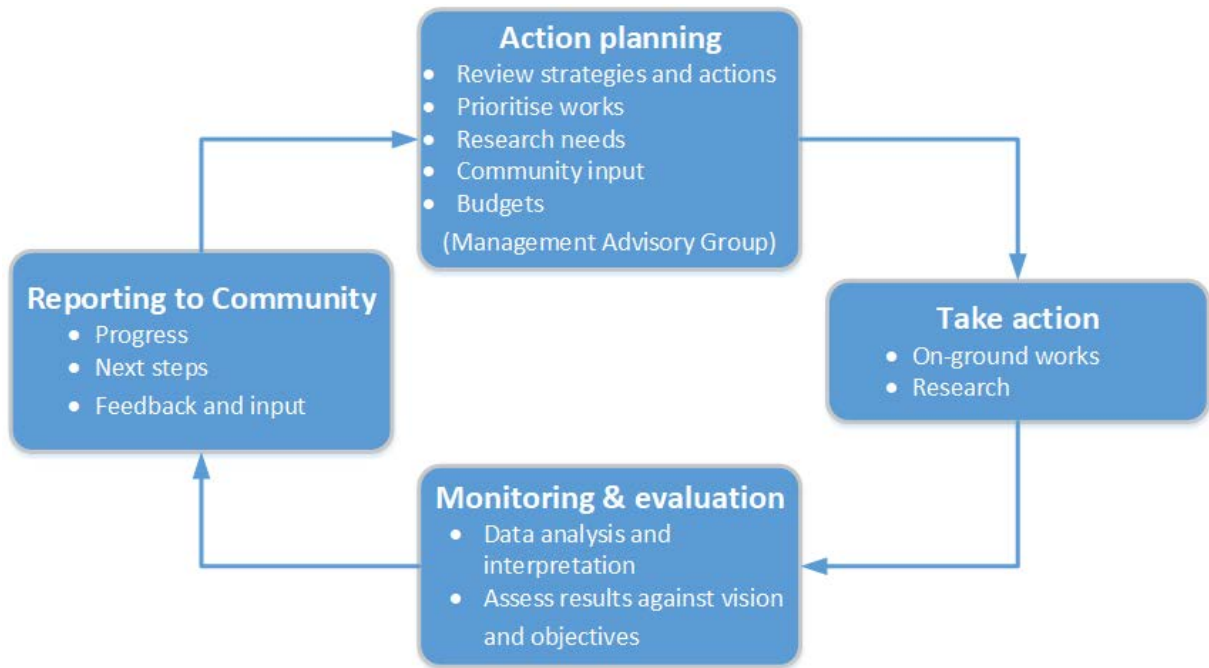 Action planning
• Review strategies and actions
• Prioritise works
• Research needs
• Community input
• Budgets
(Management Advisory Group)
Take action
• On-ground works
• Research
Monitoring & evaluation
• Data analysis and
interpretation
• Assess results against vision
and objectives
Reporting to Community
• Progress
• Next steps
• Feedback and input